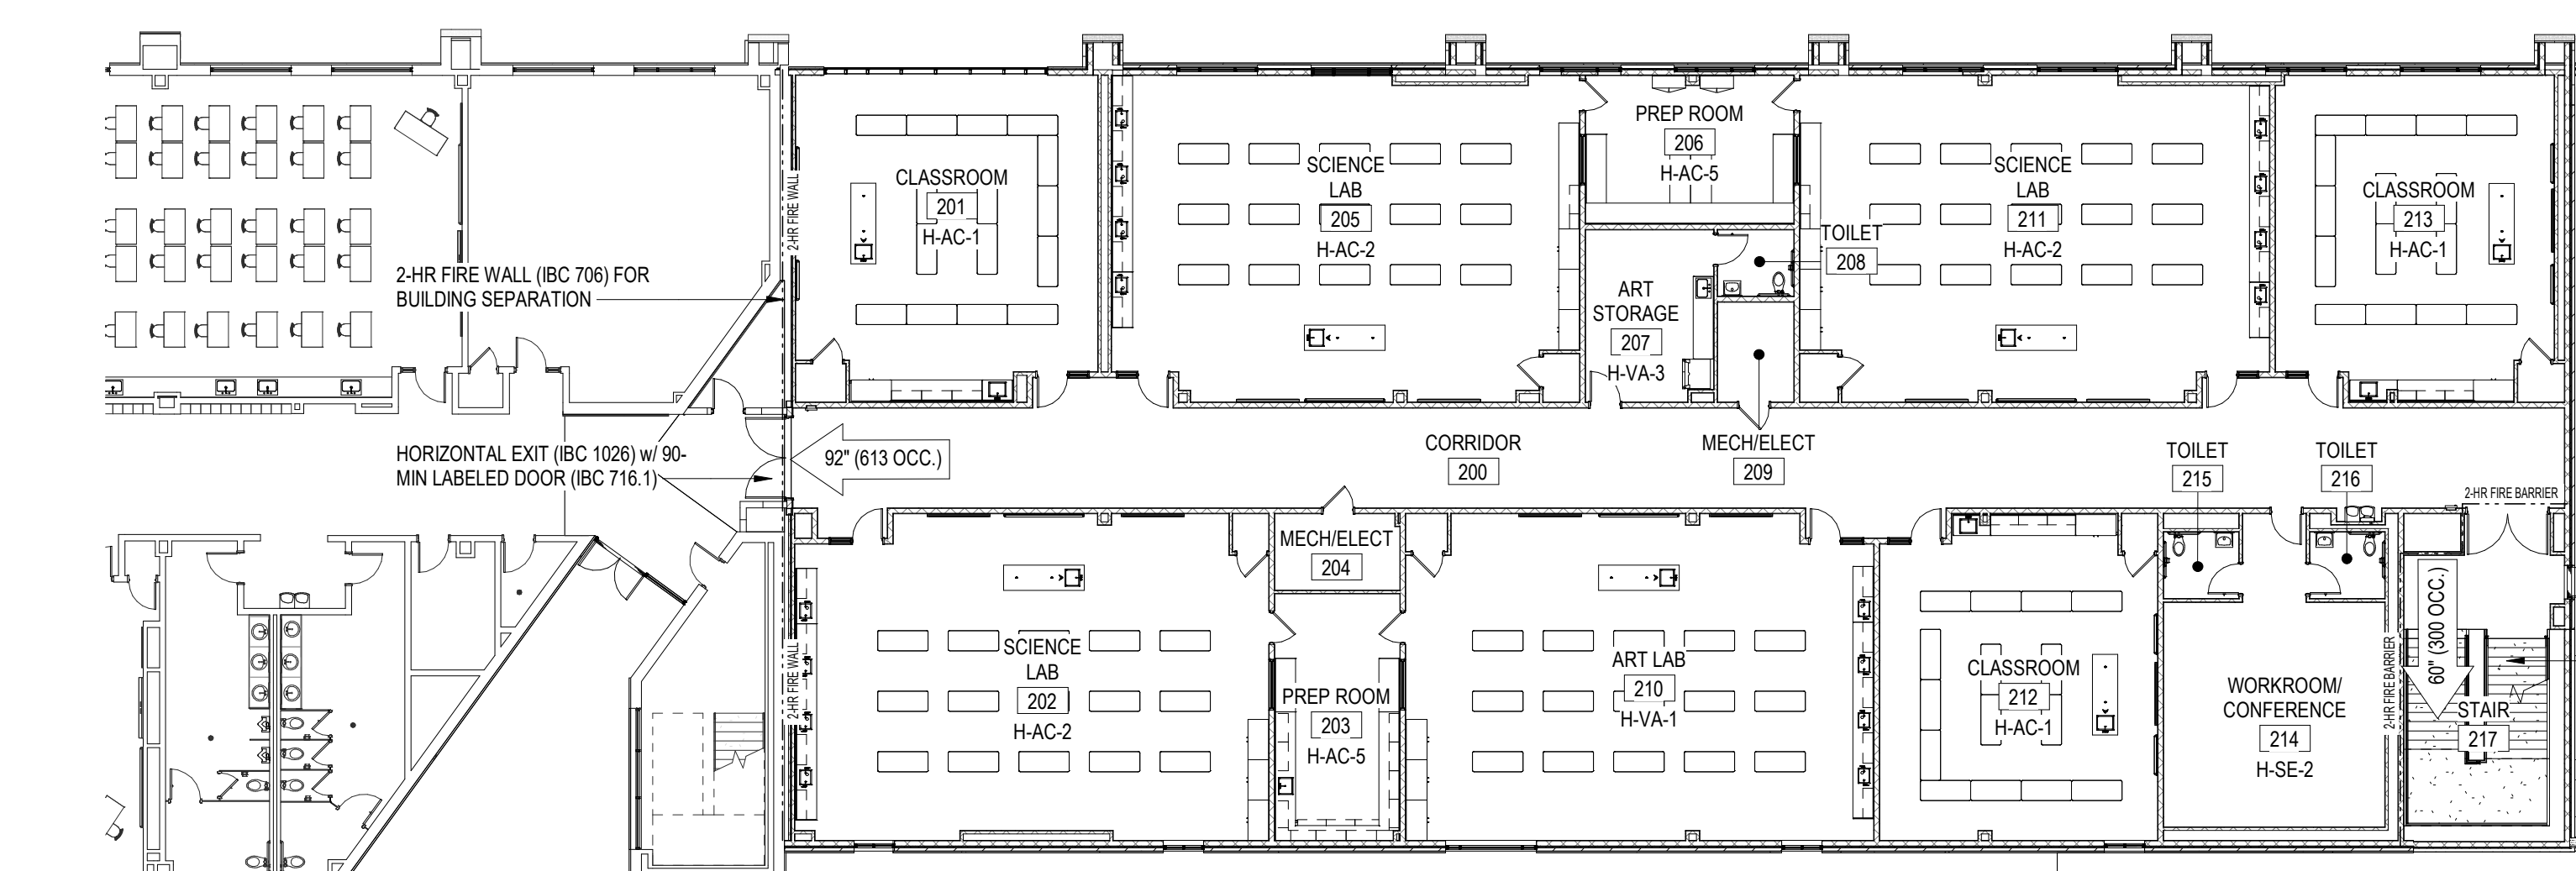 2-HR FIRE WALL (IBC 706) FOR
BUILDING SEPARATION
HORIZONTAL EXIT (IBC 1026) w/ 90-
MIN LABELED DOOR (IBC 716.1)
2-HR FIRE WALL
92" (613 OCC.)
CLASSROOM
201
H-AC-1
SCIENCE
LAB
205
H-AC-2
PREP ROOM
206
H-AC-5
ART
STORAGE
207
H-VA-3
TOILET
208
SCIENCE
LAB
211
H-AC-2
CLASSROOM
213
H-AC-1
CORRIDOR
200
MECH/ELECT
209
TOILET
215
TOILET
216
2-HR FIRE BARRIER
2-HR FIRE WALL
SCIENCE
LAB
202
H-AC-2
MECH/ELECT
204
PREP ROOM
203
H-AC-5
ART LAB
210
H-VA-1
CLASSROOM
212
H-AC-1
WORKROOM/
CONFERENCE
214
H-SE-2
2-HR FIRE BARRIER
60" (300 OCC.)
STAIR
217